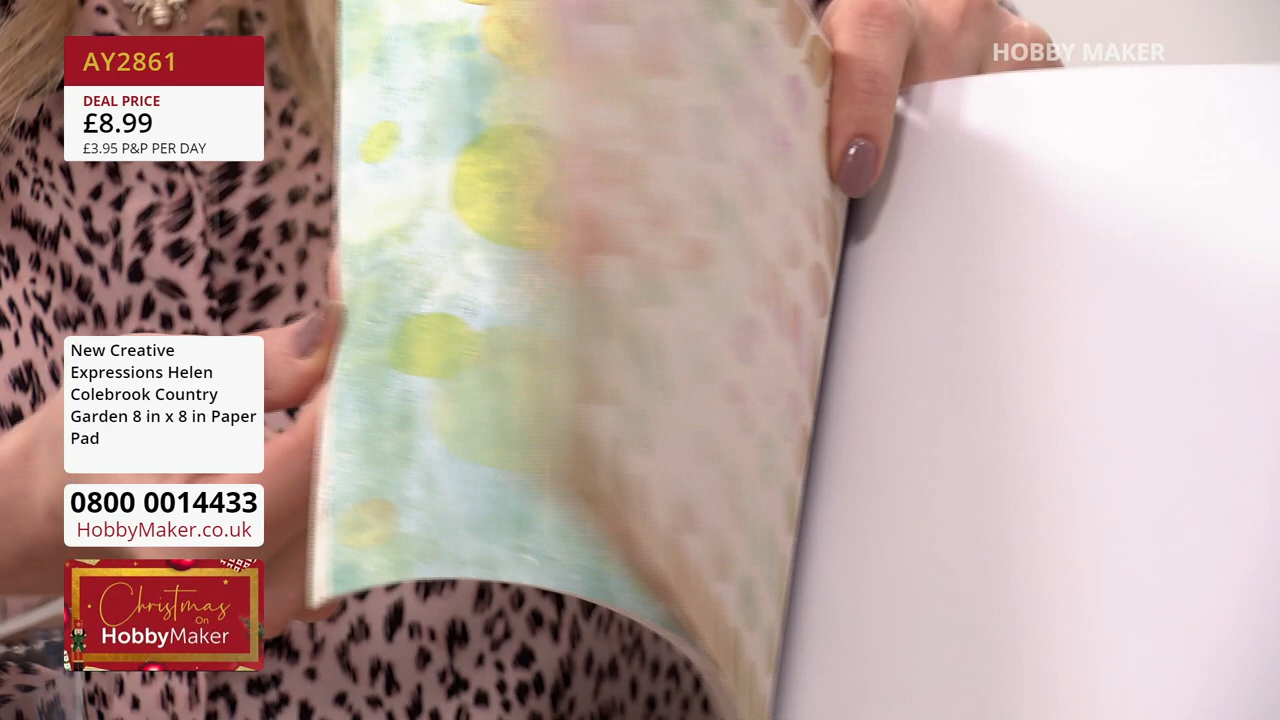 AY2861
DEAL PRICE
£8.99
£3.95 P&P PER DAY
HOBBY MAKER
New Creative
Expressions Helen
Colebrook Country
Garden 8 in x 8 in Paper
Pad
0800 0014433
HobbyMaker.co.uk
Christmas
On
HobbyMaker